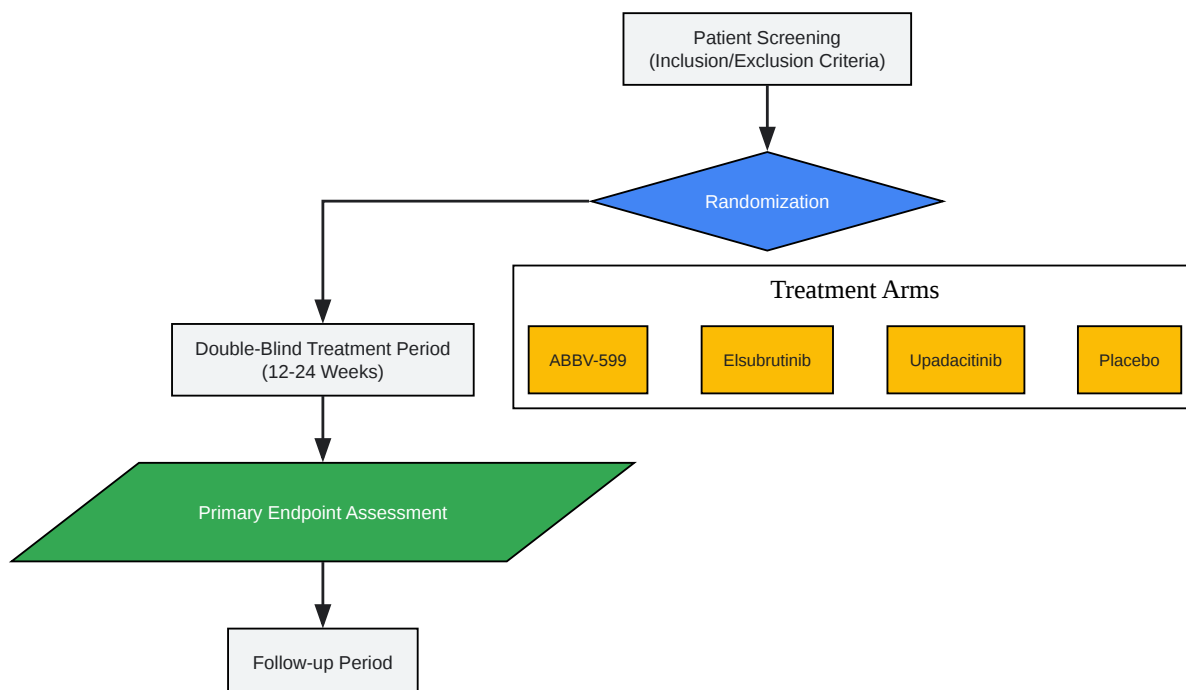 Patient Screening
(Inclusion/Exclusion Criteria)
Randomization
Treatment Arms
ABBV-599
Elsubrutinib
Upadacitinib
Placebo
Double-Blind Treatment Period
(12-24 Weeks)
Primary Endpoint Assessment
Follow-up Period